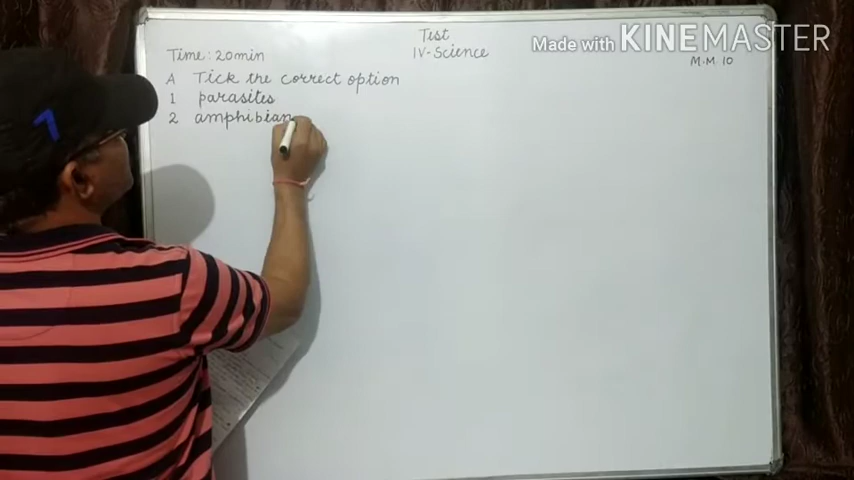 Test
Time: 20min IV-Science Made with KINEMASTER
M.M 10
A Tick the correct option
1 parasites
2 amphibian